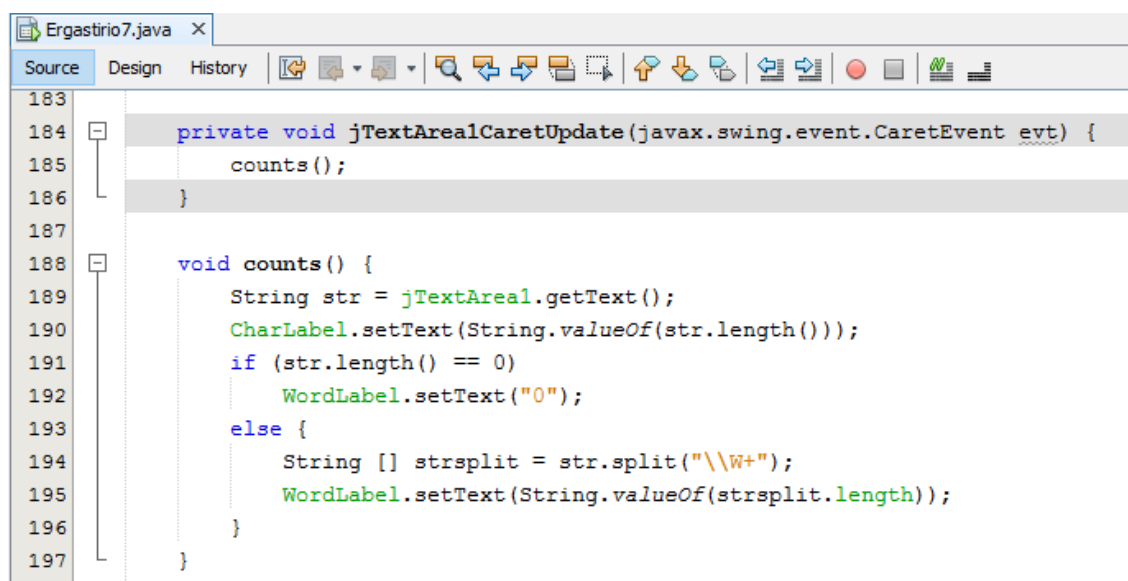 Ergastirio7.java
Source Design History
183
184 private void jTextArea1CaretUpdate(javax.swing.event.CaretEvent evt) {
185 counts();
186 }
187
188 void counts() {
189 String str = jTextArea1.getText();
190 CharLabel.setText(String.valueOf(str.length()));
191 if (str.length() == 0)
192 WordLabel.setText("0");
193 else {
194 String [] strsplit = str.split("\\W+");
195 WordLabel.setText(String.valueOf(strsplit.length));
196 }
197 }